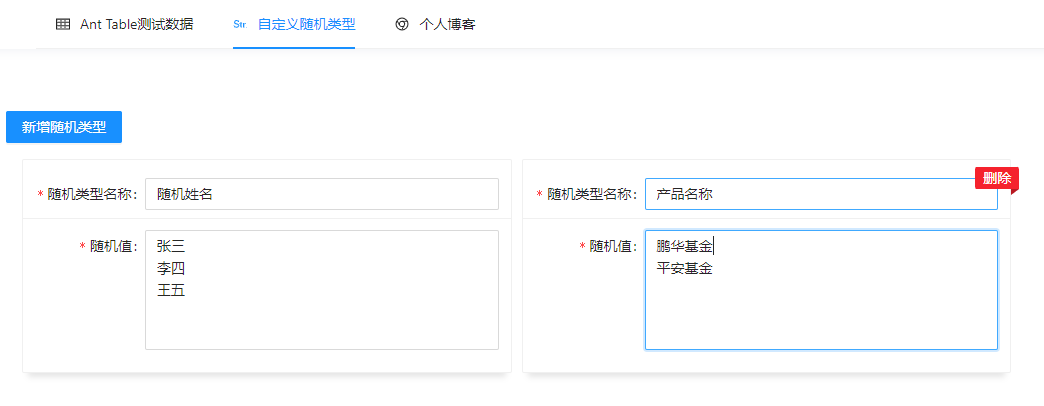 Ant Table测试数据
Str. 自定义随机类型
个人博客
新增随机类型
* 随机类型名称: 随机姓名
* 随机值: 张三
李四
王五
删除
* 随机类型名称: 产品名称
* 随机值: 鹏华基金
平安基金